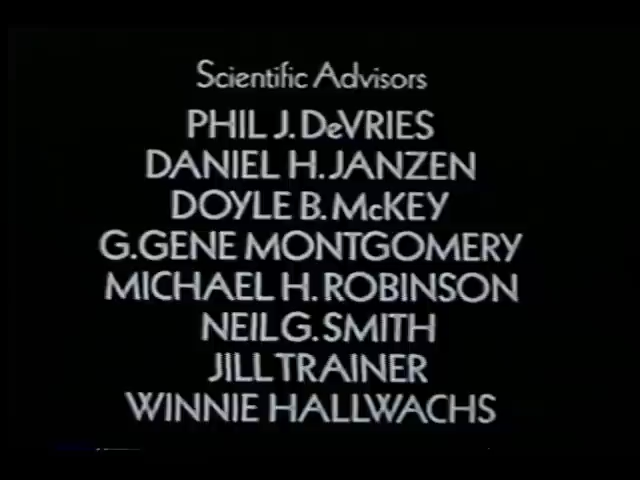 Scientific Advisors
PHIL J. DeVRIES
DANIEL H. JANZEN
DOYLE B. McKEY
G. GENE MONTGOMERY
MICHAEL H. ROBINSON
NEIL G. SMITH
JILL TRAINER
WINNIE HALLWACHS